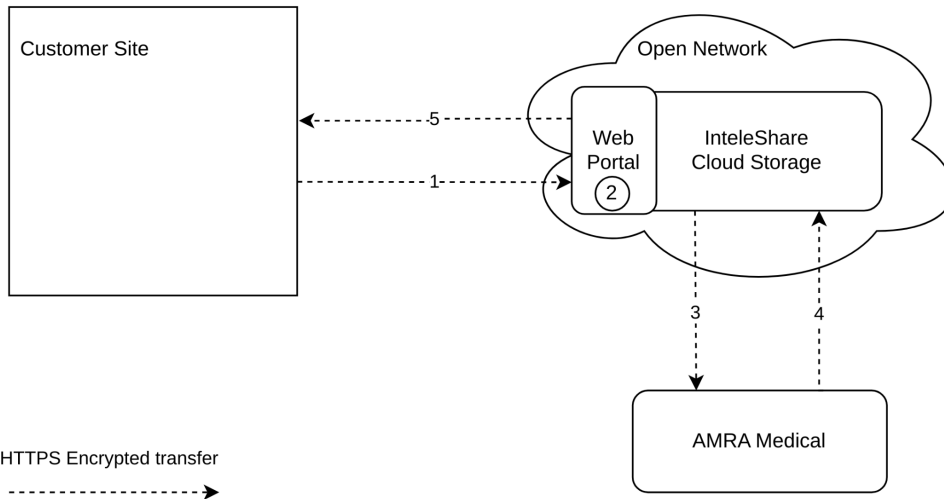 Customer Site
Open Network
5
Web
Portal
2
InteleShare
Cloud Storage
1
3
4
AMRA Medical
HTTPS Encrypted transfer